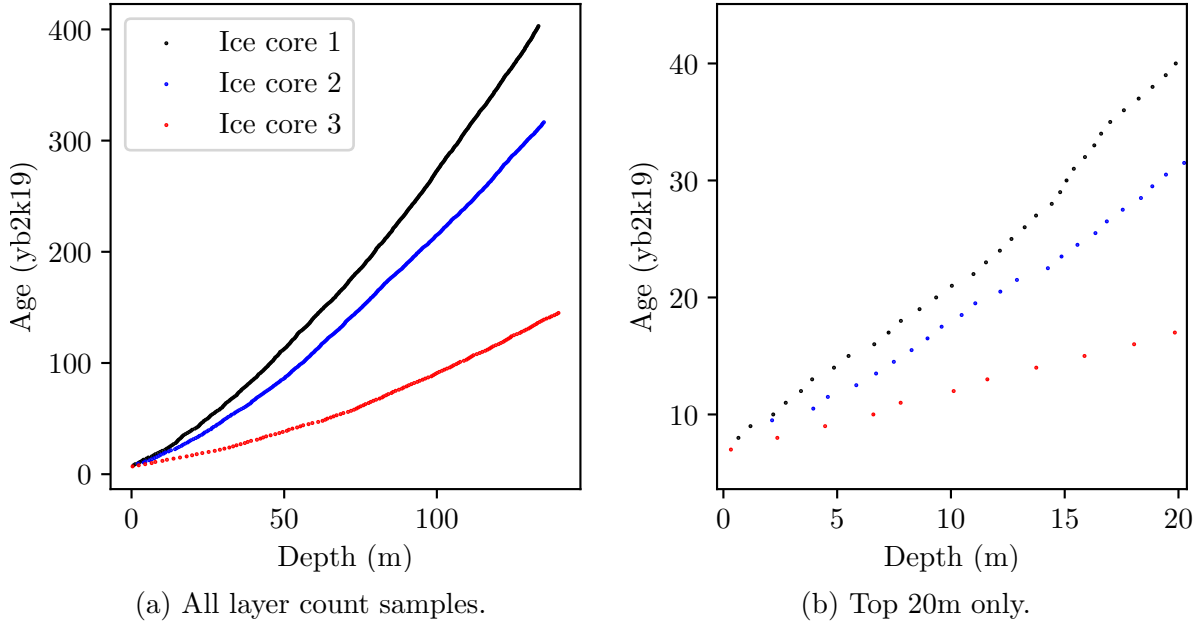 400
300
200
100
0
Age (yb2k19)
Ice core 1
Ice core 2
Ice core 3
0
50
100
Depth (m)
(a) All layer count samples.
40
30
20
10
Age (yb2k19)
0
5
10
15
20
Depth (m)
(b) Top 20m only.